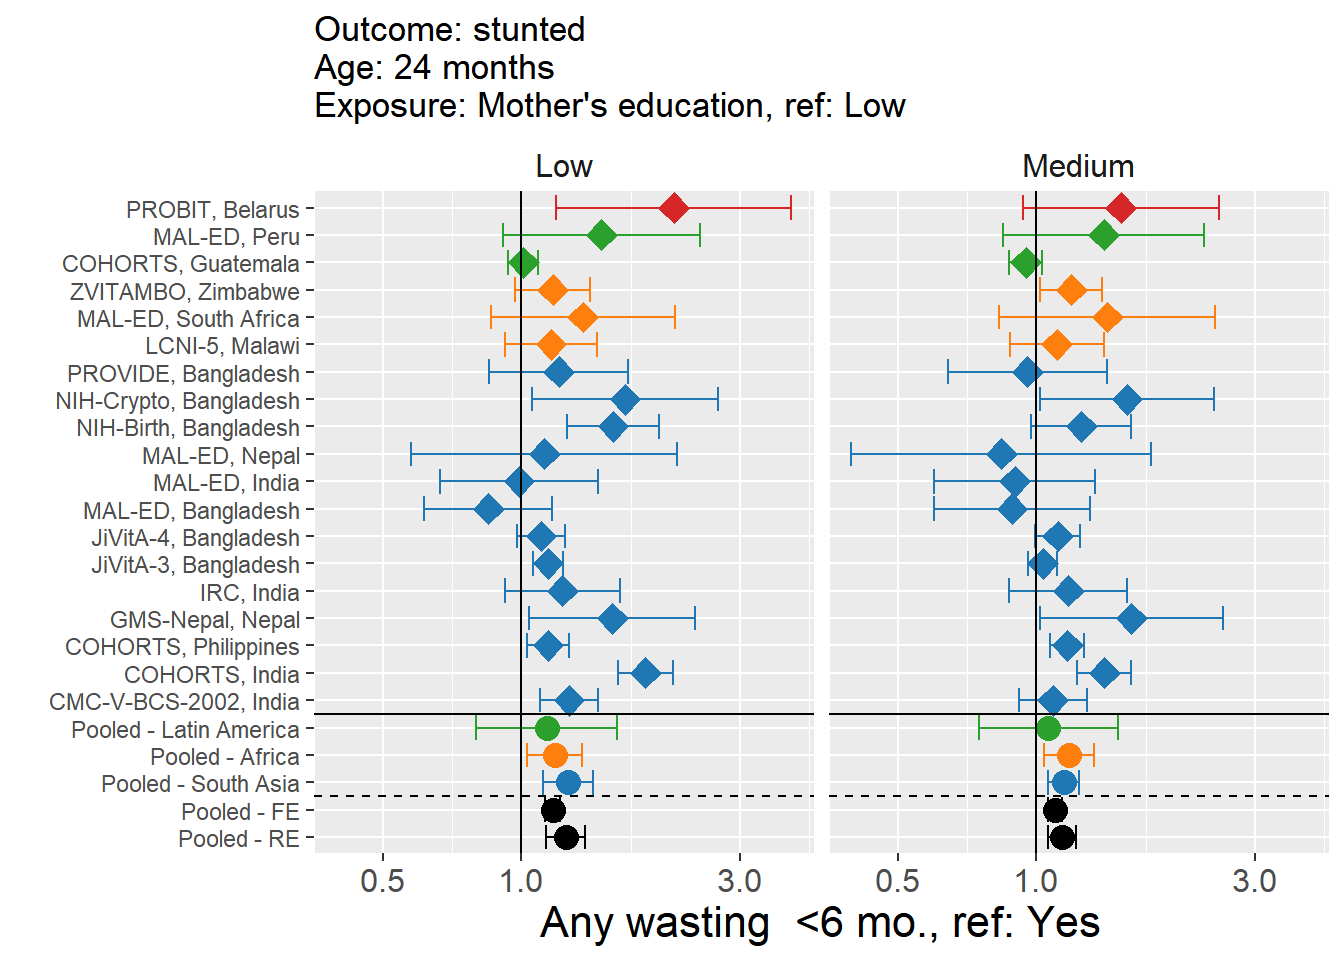 Outcome: stunted
Age: 24 months
Exposure: Mother's education, ref: Low
Low
Medium
PROBIT, Belarus
MAL-ED, Peru
COHORTS, Guatemala
ZVITAMBO, Zimbabwe
MAL-ED, South Africa
LCNI-5, Malawi
PROVIDE, Bangladesh
NIH-Crypto, Bangladesh
NIH-Birth, Bangladesh
MAL-ED, Nepal
MAL-ED, India
MAL-ED, Bangladesh
JiVitA-4, Bangladesh
JiVitA-3, Bangladesh
IRC, India
GMS-Nepal, Nepal
COHORTS, Philippines
COHORTS, India
CMC-V-BCS-2002, India
Pooled - Latin America
Pooled - Africa
Pooled - South Asia
Pooled - FE
Pooled - RE
0.5 1.0 3.0 0.5 1.0 3.0
Any wasting  <6 mo., ref: Yes